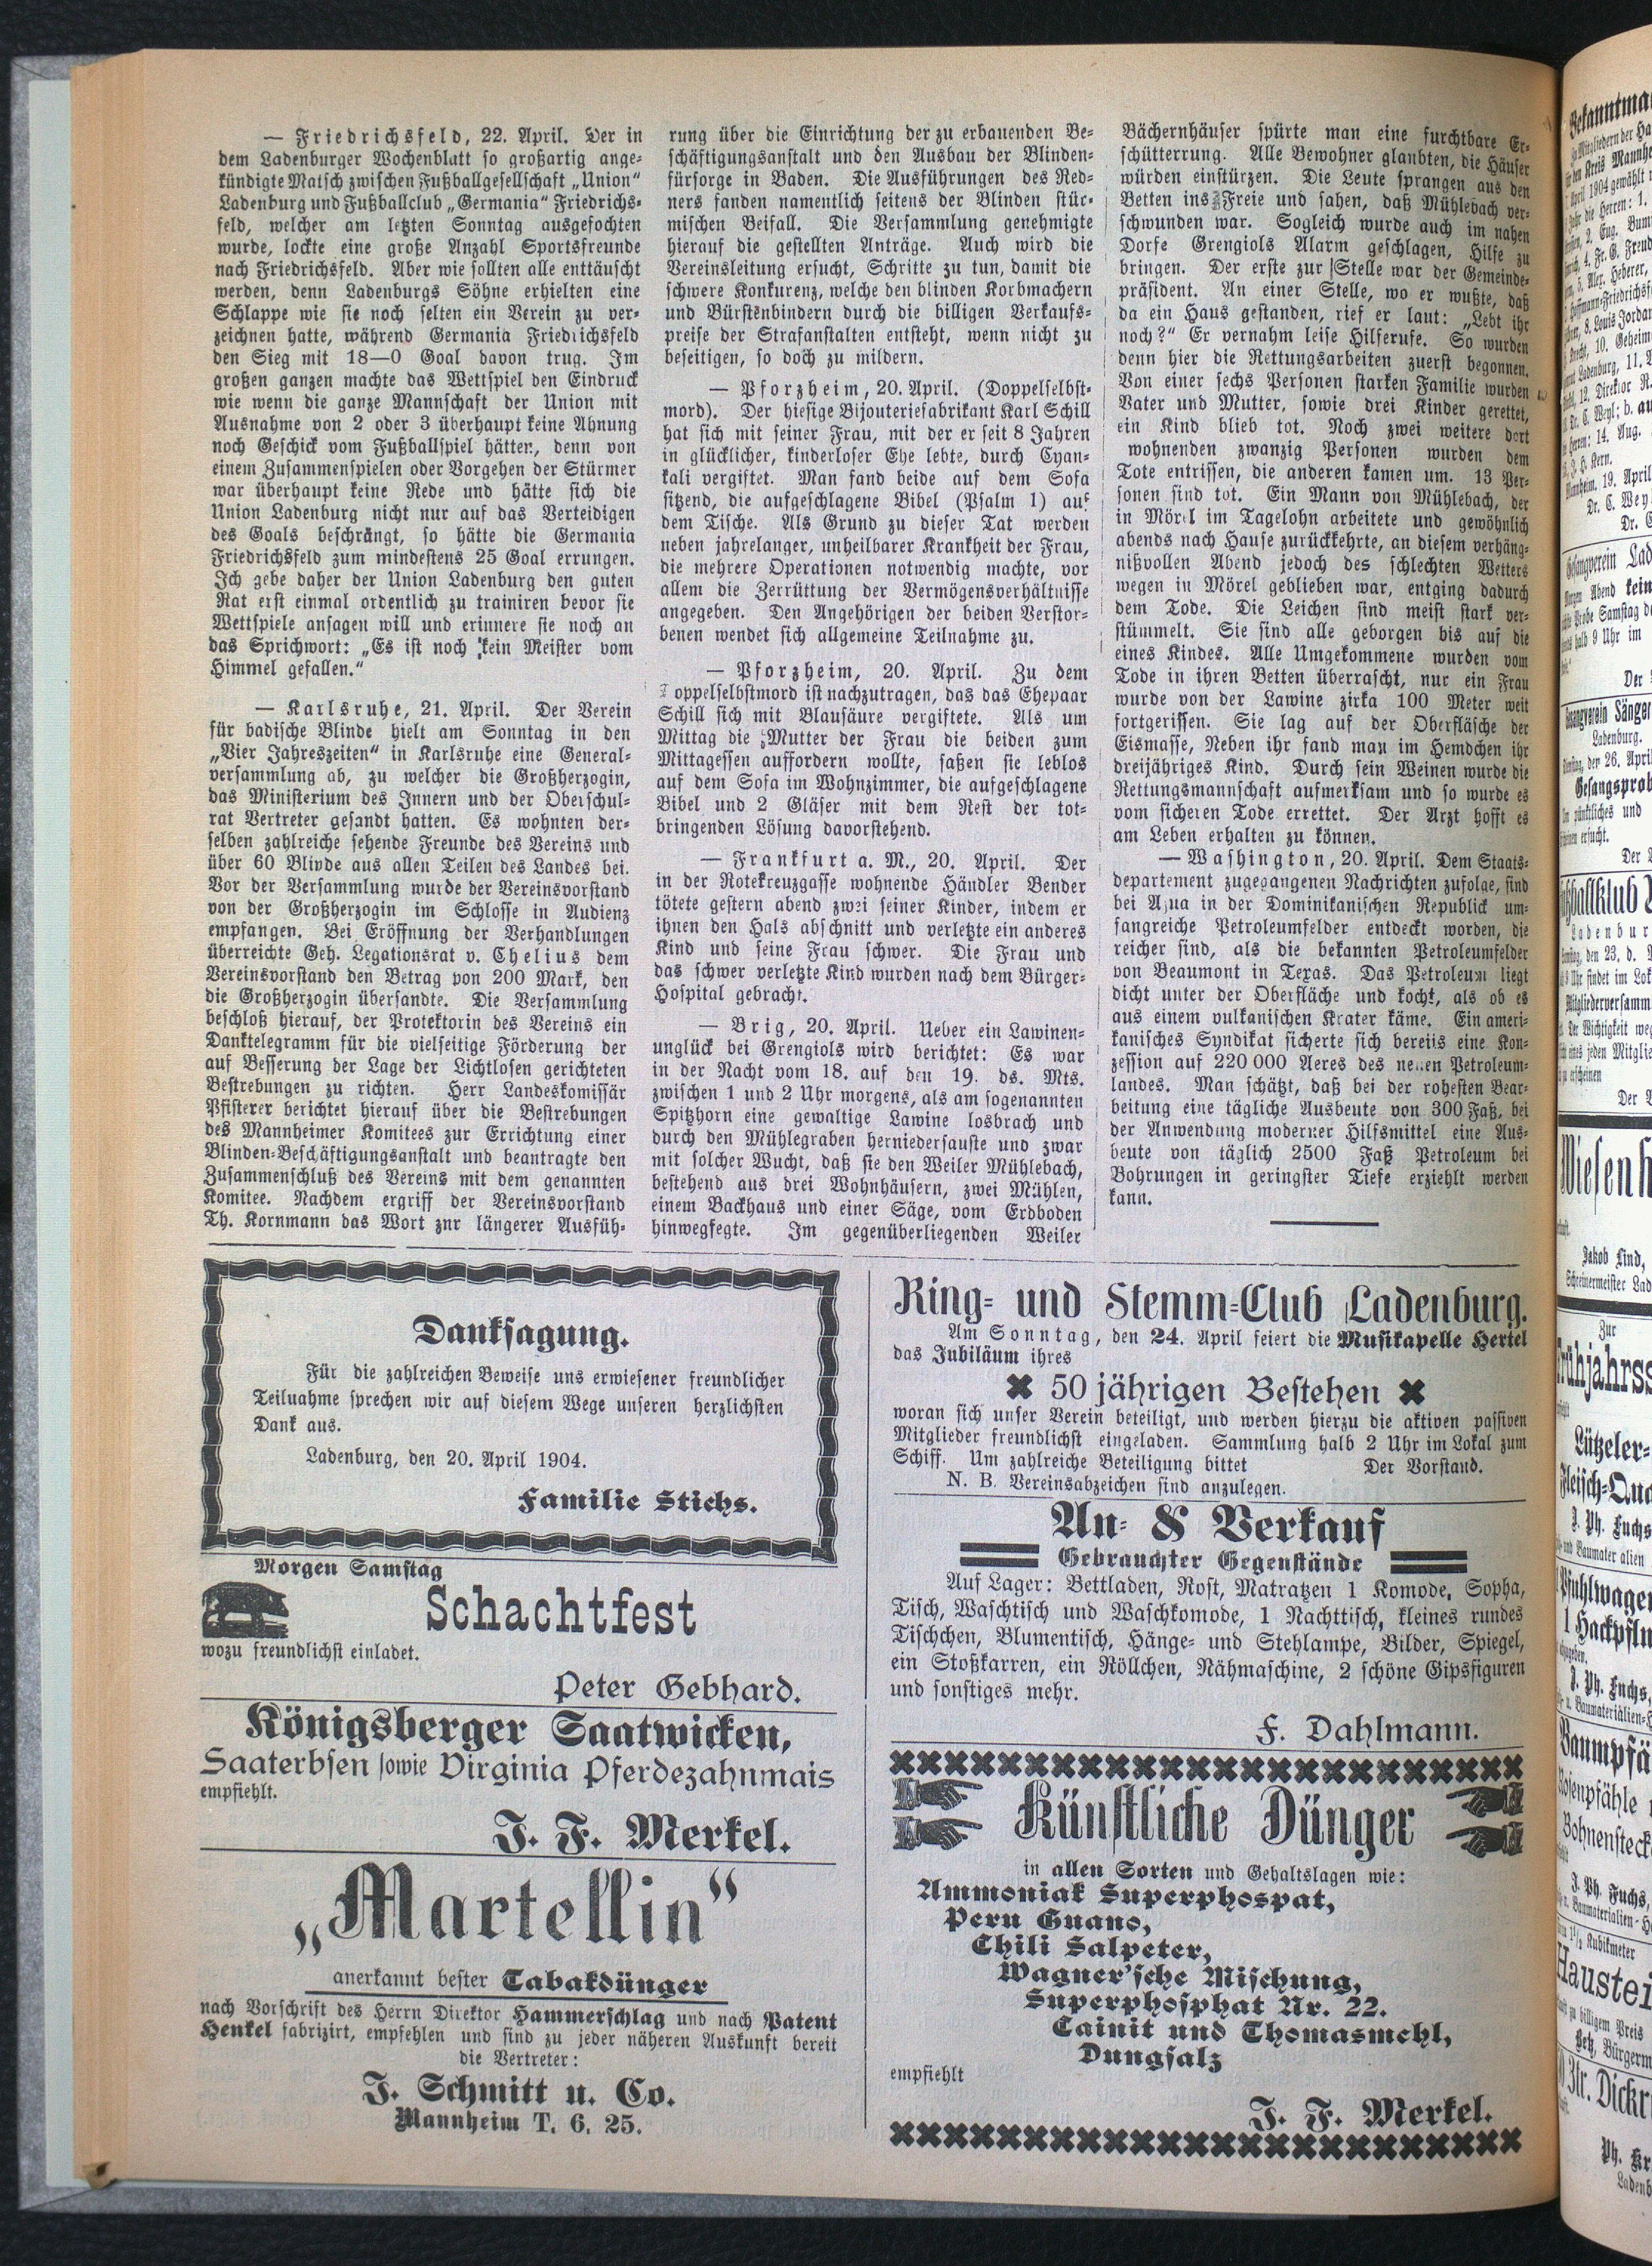 — Friedrichsfeld, 22. April. Der in
dem Ladenburger Wochenblatt so großartig ange-
kündigte Matsch zwischen Fußballgesellschaft „Union“
Ladenburg und Fußballclub „Germania“ Friedrichs-
feld, welcher am letzten Sonntag ausgefochten
wurde, lockte eine große Anzahl Sportsfreunde
nach Friedrichsfeld. Aber wie sollten alle enttäuscht
werden, denn Ladenburgs Söhne erhielten eine
Schlappe wie sie noch selten ein Verein zu ver-
zeichnen hatte, während Germania Friedrichsfeld
den Sieg mit 18—0 Goal davon trug. Im
großen ganzen machte das Wettspiel den Eindruck
wie wenn die ganze Mannschaft der Union mit
Ausnahme von 2 oder 3 überhaupt keine Ahnung
noch Geschick vom Fußballspiel hätten, denn von
einem Zusammenspielen oder Vorgehen der Stürmer
war überhaupt keine Rede und hätte sich die
Union Ladenburg nicht nur auf das Verteidigen
des Goals beschrängt, so hätte die Germania
Friedrichsfeld zum mindestens 25 Goal errungen.
Ich gebe daher der Union Ladenburg den guten
Rat erst einmal ordentlich zu trainiren bevor sie
Wettspiele ansagen will und erinnere sie noch an
das Sprichwort: „Es ist noch kein Meister vom
Himmel gefallen.“
— Karlsruhe, 21. April. Der Verein
für badische Blinde hielt am Sonntag in den
„Vier Jahreszeiten“ in Karlsruhe eine General-
versammlung ab, zu welcher die Großherzogin,
das Ministerium des Innern und der Oberschul-
rat Vertreter gesandt hatten. Es wohnten der-
selben zahlreiche sehende Freunde des Vereins und
über 60 Blinde aus allen Teilen des Landes bei.
Vor der Versammlung wurde der Vereinsvorstand
von der Großherzogin im Schlosse in Audienz
empfangen. Bei Eröffnung der Verhandlungen
überreichte Geh. Legationsrat v. Chelius dem
Vereinsvorstand den Betrag von 200 Mark, den
die Großherzogin übersandte. Die Versammlung
beschloß hierauf, der Protektorin des Vereins ein
Danktelegramm für die vielseitige Förderung der
auf Besserung der Lage der Lichtlosen gerichteten
Bestrebungen zu richten. Herr Landeskomissär
Pfisterer berichtet hierauf über die Bestrebungen
des Mannheimer Komitees zur Errichtung einer
Blinden-Beschäftigungsanstalt und beantragte den
Zusammenschluß des Vereins mit dem genannten
Komitee. Nachdem ergriff der Vereinsvorstand
Th. Kornmann das Wort znr längerer Ausfüh-
rung über die Einrichtung der zu erbauenden Be-
schäftigungsanstalt und den Ausbau der Blinden-
fürsorge in Baden. Die Ausführungen des Red-
ners fanden namentlich seitens der Blinden stür-
mischen Beifall. Die Versammlung genehmigte
hierauf die gestellten Anträge. Auch wird die
Vereinsleitung ersucht, Schritte zu tun, damit die
schwere Konkurenz, welche den blinden Korbmachern
und Bürstenbindern durch die billigen Verkaufs-
preise der Strafanstalten entsteht, wenn nicht zu
beseitigen, so doch zu mildern.
— Pforzheim, 20. April. (Doppelselbst-
mord). Der hiesige Bijouteriefabrikant Karl Schill
hat sich mit seiner Frau, mit der er seit 8 Jahren
in glücklicher, kinderloser Ehe lebte, durch Cyan-
kali vergiftet. Man fand beide auf dem Sofa
sitzend, die aufgeschlagene Bibel (Psalm 1) auf
dem Tische. Als Grund zu dieser Tat werden
neben jahrelanger, unheilbarer Krankheit der Frau,
die mehrere Operationen notwendig machte, vor
allem die Zerrüttung der Vermögensverhältnisse
angegeben. Den Angehörigen der beiden Verstor-
benen wendet sich allgemeine Teilnahme zu.
— Pforzheim, 20. April. Zu dem
Doppelselbstmord ist nachzutragen, das das Ehepaar
Schill sich mit Blausäure vergiftete. Als um
Mittag die Mutter der Frau die beiden zum
Mittagessen auffordern wollte, saßen sie leblos
auf dem Sofa im Wohnzimmer, die aufgeschlagene
Bibel und 2 Gläser mit dem Rest der tot-
bringenden Lösung davorstehend.
— Frankfurt a. M., 20. April. Der
in der Rotekreuzgasse wohnende Händler Bender
tötete gestern abend zwei seiner Kinder, indem er
ihnen den Hals abschnitt und verletzte ein anderes
Kind und seine Frau schwer. Die Frau und
das schwer verletzte Kind wurden nach dem Bürger-
Hospital gebracht.
— Brig, 20. April. Ueber ein Lawinen-
unglück bei Grengiols wird berichtet: Es war
in der Nacht vom 18. auf den 19. ds. Mts.
zwischen 1 und 2 Uhr morgens, als am sogenannten
Spitzhorn eine gewaltige Lawine losbrach und
durch den Mühlegraben herniedersauste und zwar
mit solcher Wucht, daß sie den Weiler Mühlebach,
bestehend aus drei Wohnhäusern, zwei Mühlen,
einem Backhaus und einer Säge, vom Erdboden
hinwegfegte. Im gegenüberliegenden Weiler
Bächernhäuser spürte man eine furchtbare Er-
schütterrung. Alle Bewohner glaubten, die Häuser
würden einstürzen. Die Leute sprangen aus den
Betten ins Freie und sahen, daß Mühlebach ver-
schwunden war. Sogleich wurde auch im nahen
Dorfe Grengiols Alarm geschlagen, Hilfe zu
bringen. Der erste zur Stelle war der Gemeinde-
präsident. An einer Stelle, wo er wußte, daß
da ein Haus gestanden, rief er laut: „Lebt ihr
noch?“ Er vernahm leise Hilferufe. So wurden
denn hier die Rettungsarbeiten zuerst begonnen.
Von einer sechs Personen starken Familie wurden
Vater und Mutter, sowie drei Kinder gerettet,
ein Kind blieb tot. Noch zwei weitere dort
wohnenden zwanzig Personen wurden dem
Tote entrissen, die anderen kamen um. 13 Per-
sonen sind tot. Ein Mann von Mühlebach, der
in Mörel im Tagelohn arbeitete und gewöhnlich
abends nach Hause zurückkehrte, an diesem verhäng-
nißvollen Abend jedoch des schlechten Wetters
wegen in Mörel geblieben war, entging dadurch
dem Tode. Die Leichen sind meist stark ver-
stümmelt. Sie sind alle geborgen bis auf die
eines Kindes. Alle Umgekommene wurden vom
Tode in ihren Betten überrascht, nur ein Frau
wurde von der Lawine zirka 100 Meter weit
fortgerissen. Sie lag auf der Oberfläsche der
Eismasse, Neben ihr fand man im Hemdchen ihr
dreijähriges Kind. Durch sein Weinen wurde die
Rettungsmannschaft aufmerksam und so wurde es
vom sicheren Tode errettet. Der Arzt hofft es
am Leben erhalten zu können.
— Washington, 20. April. Dem Staats-
departement zugegangenen Nachrichten zufolge, sind
bei Azua in der Dominikanischen Republick um-
fangreiche Petroleumfelder entdeckt worden, die
reicher sind, als die bekannten Petroleumfelder
von Beaumont in Texas. Das Petroleum liegt
dicht unter der Oberfläche und kocht, als ob es
aus einem vulkanischen Krater käme. Ein ameri-
kanisches Syndikat sicherte sich bereits eine Kon-
zession auf 220 000 Aeres des neuen Petroleum-
landes. Man schätzt, daß bei der rohesten Bear-
beitung eine tägliche Ausbeute von 300 Faß, bei
der Anwendung moderner Hilfsmittel eine Aus-
beute von täglich 2500 Faß Petroleum bei
Bohrungen in geringster Tiefe erziehlt werden
kann.
Danksagung.
Für die zahlreichen Beweise uns erwiesener freundlicher
Teilnahme sprechen wir auf diesem Wege unseren herzlichsten
Dank aus.
Ladenburg, den 20. April 1904.
Familie Stichs.
Morgen Samstag
Schachtfest
wozu freundlichst einladet.
Peter Gebhard.
Königsberger Saatwicken,
Saaterbsen sowie Virginia Pferdezahnmais
empfiehlt.
J. F. Merkel.
„Martellin“
anerkannt bester Tabakdünger
nach Vorschrift des Herrn Direktor Hammerschlag und nach Patent
Henkel fabrizirt, empfehlen und sind zu jeder näheren Auskunft bereit
die Vertreter:
J. Schmitt u. Co.
Mannheim T. 6. 25.
Ring- und Stemm-Club Ladenburg.
Am Sonntag, den 24. April feiert die Musikapelle Hertel
das Jubiläum ihres
✖ 50 jährigen Bestehen ✖
woran sich unser Verein beteiligt, und werden hierzu die aktiven passiven
Mitglieder freundlichst eingeladen. Sammlung halb 2 Uhr im Lokal zum
Schiff. Um zahlreiche Beteiligung bittet Der Vorstand.
N. B. Vereinsabzeichen sind anzulegen.
An- & Verkauf
Gebrauchter Gegenstände
Auf Lager: Bettladen, Rost, Matratzen 1 Komode, Sopha,
Tisch, Waschtisch und Waschkomode, 1 Nachttisch, kleines rundes
Tischchen, Blumentisch, Hänge- und Stehlampe, Bilder, Spiegel,
ein Stoßkarren, ein Röllchen, Nähmaschine, 2 schöne Gipsfiguren
und sonstiges mehr.
F. Dahlmann.
Künstliche Dünger
in allen Sorten und Gehaltslagen wie:
Ammoniak Superphospat,
Peru Guano,
Chili Salpeter,
Wagner'sche Mischung,
Superphosphat Nr. 22.
Cainit und Thomasmehl,
Dungsalz
empfiehlt
J. F. Merkel.